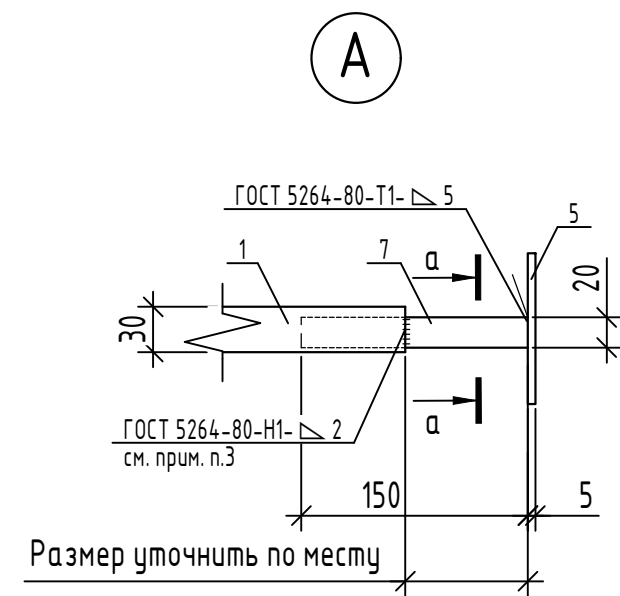 А
ГОСТ 5264-80-Т1-⊿ 5
5
1
7
а
20
30
ГОСТ 5264-80-Н1-⊿ 2
см. прим. п.3
а
150
5
Размер уточнить по месту